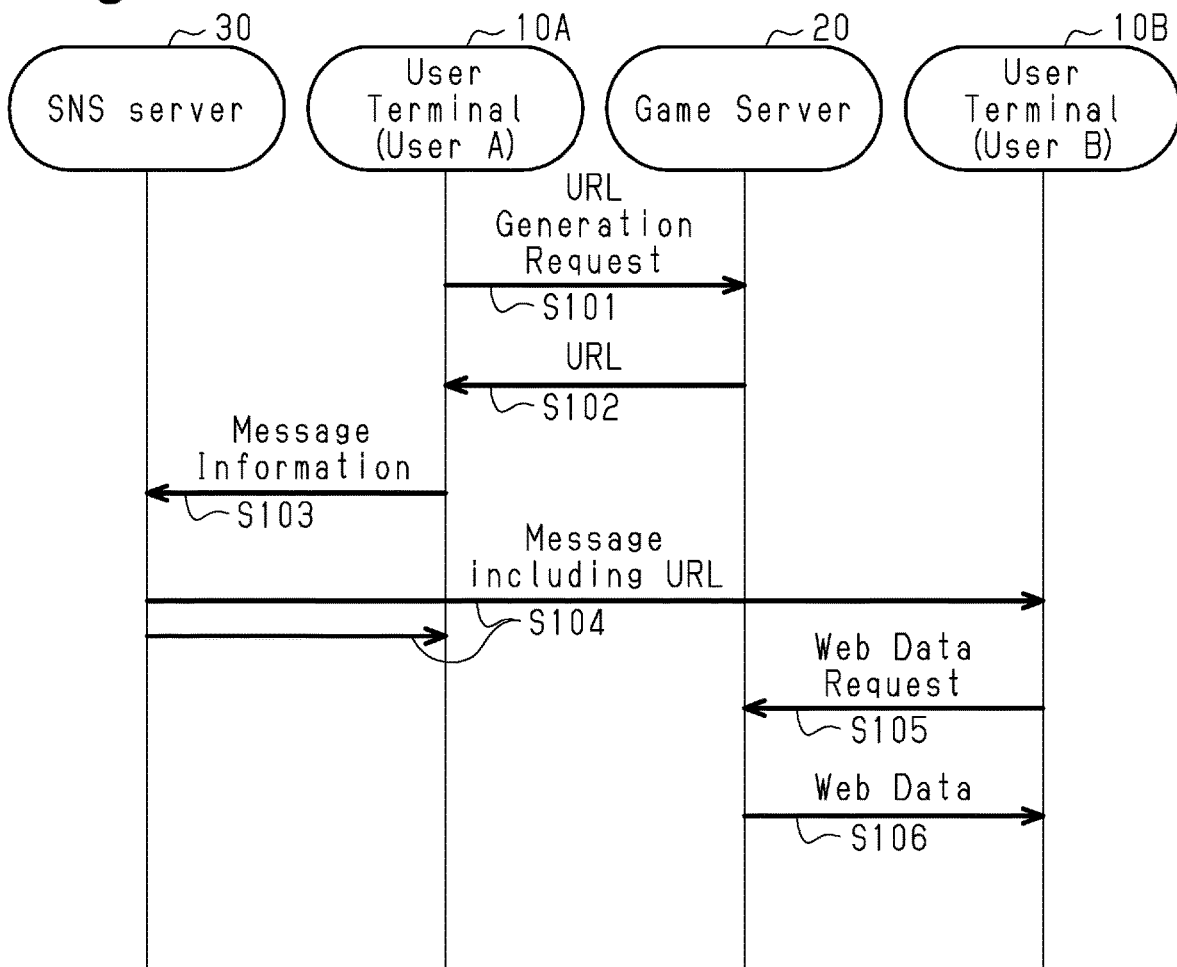 30
10A
20
10B
SNS server
User
Terminal
(User A)
Game Server
User
Terminal
(User B)
URL
Generation
Request
S101
URL
S102
Message
Information
S103
Message
including URL
S104
Web Data
Request
S105
Web Data
S106